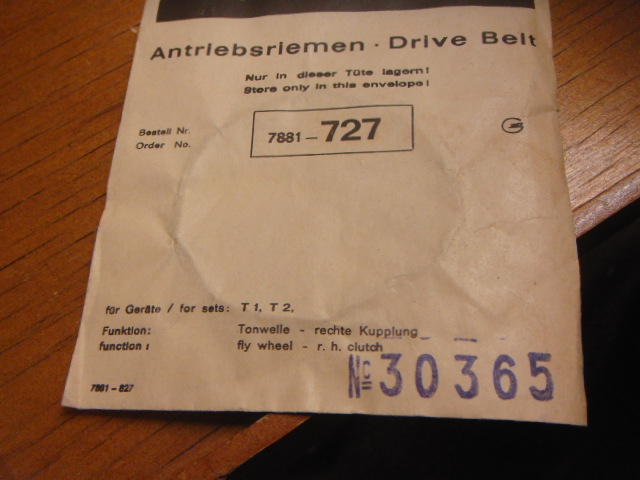 Antriebsriemen · Drive Belt
Nur in dieser Tüte lagern!
Store only in this envelope!
Bestell Nr.
Order No.
7881 – 727
für Geräte / for sets: T 1, T 2,
Funktion: Tonwelle - rechte Kupplung
function: fly wheel - r. h. clutch
№ 30365
7881 – 827